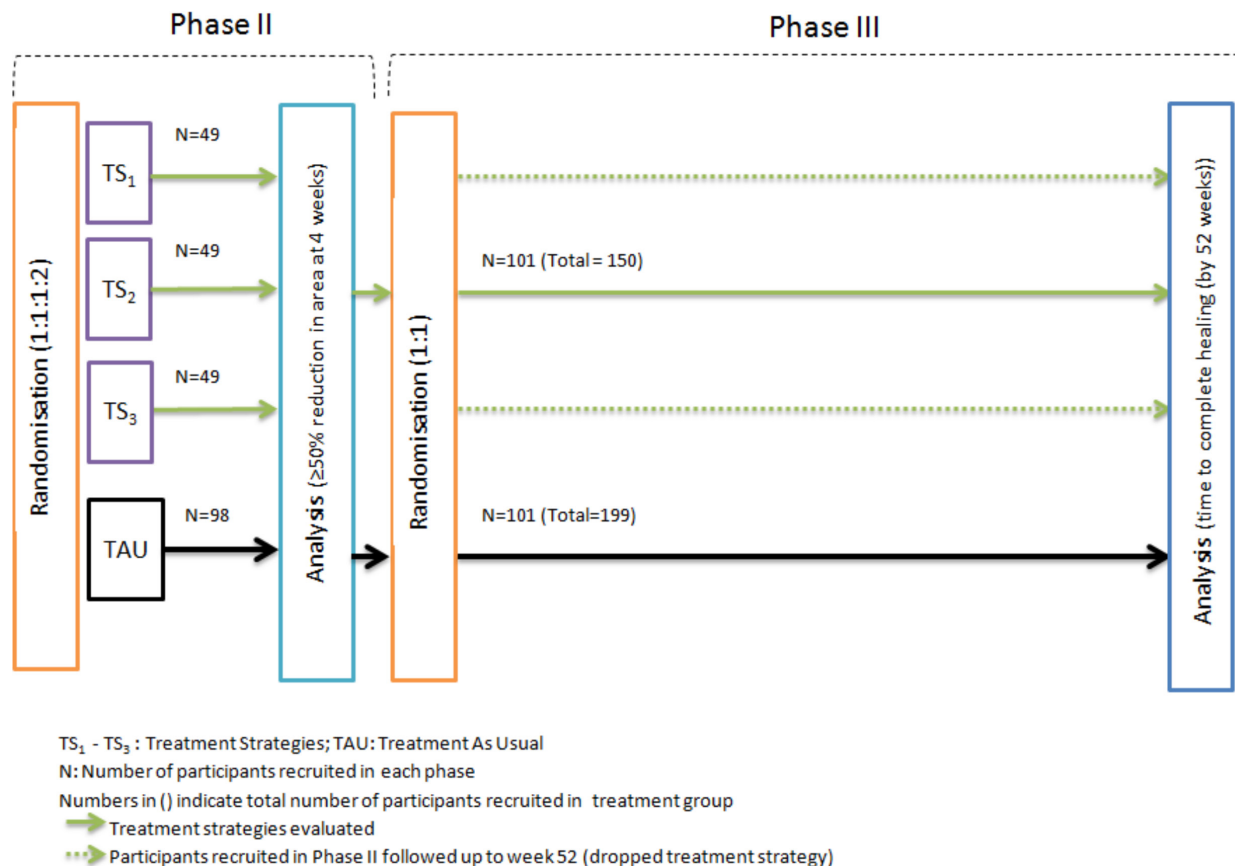 Phase II
Phase III
Randomisation (1:1:1:2)
TS₁
N=49
TS₂
N=49
TS₃
N=49
TAU
N=98
Analysis (≥50% reduction in area at 4 weeks)
Randomisation (1:1)
N=101 (Total = 150)
N=101 (Total=199)
Analysis (time to complete healing (by 52 weeks))
TS₁ - TS₃ : Treatment Strategies; TAU: Treatment As Usual
N: Number of participants recruited in each phase
Numbers in () indicate total number of participants recruited in treatment group
Treatment strategies evaluated
Participants recruited in Phase II followed up to week 52 (dropped treatment strategy)